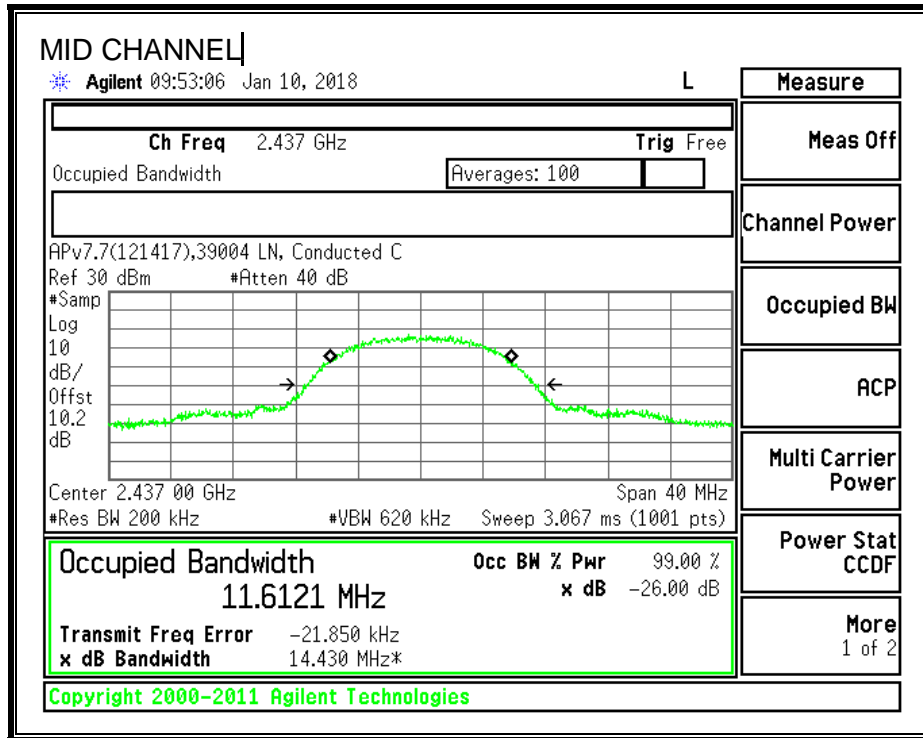 MID CHANNEL
Agilent 09:53:06 Jan 10, 2018 L
Measure
Ch Freq 2.437 GHz Trig Free
Occupied Bandwidth Averages: 100
APv7.7(121417),39004 LN, Conducted C
Ref 30 dBm #Atten 40 dB
#Samp
Log
10
dB/
Offst
10.2
dB
Center 2.437 00 GHz Span 40 MHz
#Res BW 200 kHz #VBW 620 kHz Sweep 3.067 ms (1001 pts)
Occupied Bandwidth Occ BW % Pwr 99.00 %
11.6121 MHz x dB -26.00 dB
Transmit Freq Error -21.850 kHz
x dB Bandwidth 14.430 MHz*
Copyright 2000-2011 Agilent Technologies
Meas Off
Channel Power
Occupied BW
ACP
Multi Carrier
Power
Power Stat
CCDF
More
1 of 2